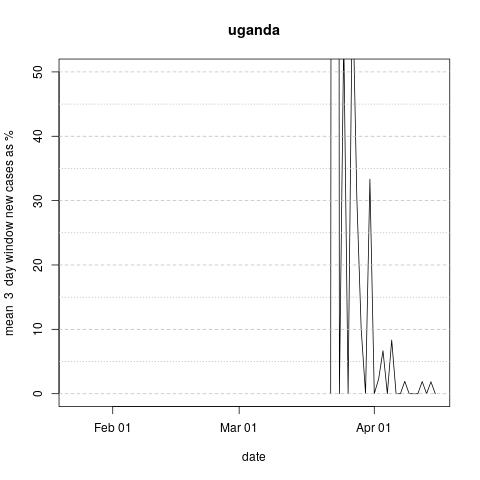 uganda
mean 3 day window new cases as %
50
40
30
20
10
0
Feb 01
Mar 01
Apr 01
date